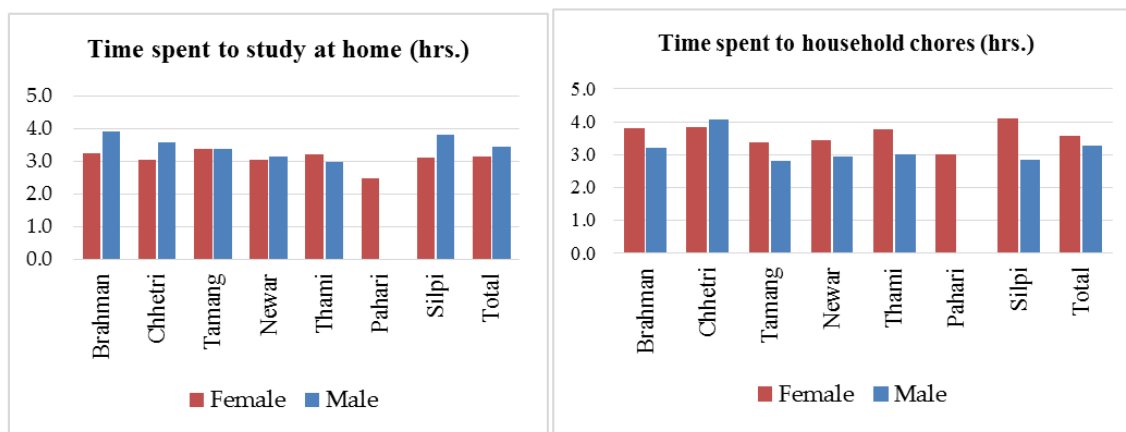 Time spent to study at home (hrs.)
5.0
4.0
3.0
2.0
1.0
0.0
Brahman
Chhetri
Tamang
Newar
Thami
Pahari
Silpi
Total
Female Male
Time spent to household chores (hrs.)
5.0
4.0
3.0
2.0
1.0
0.0
Brahman
Chhetri
Tamang
Newar
Thami
Pahari
Silpi
Total
Female Male